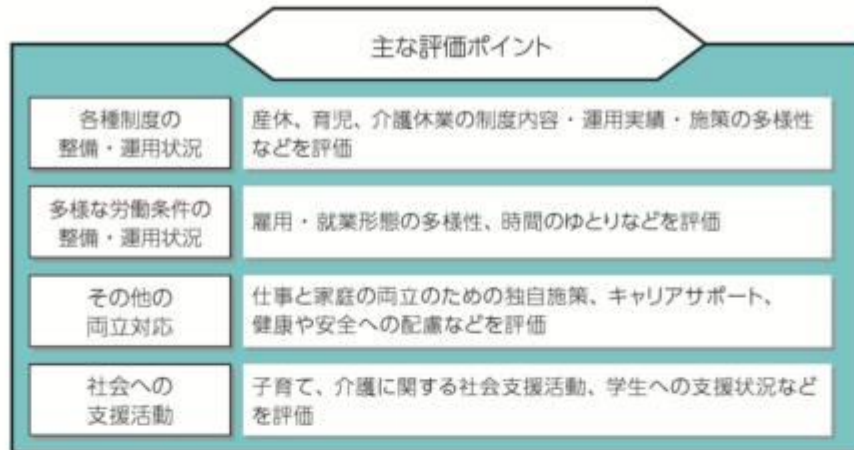 主な評価ポイント
各種制度の
整備・運用状況
産休、育児、介護休業の制度内容・運用実績・施策の多様性
などを評価
多様な労働条件の
整備・運用状況
雇用・就業形態の多様性、時間のゆとりなどを評価
その他の
両立対応
仕事と家庭の両立のための独自施策、キャリアサポート、
健康や安全への配慮などを評価
社会への
支援活動
子育て、介護に関する社会支援活動、学生への支援状況など
を評価